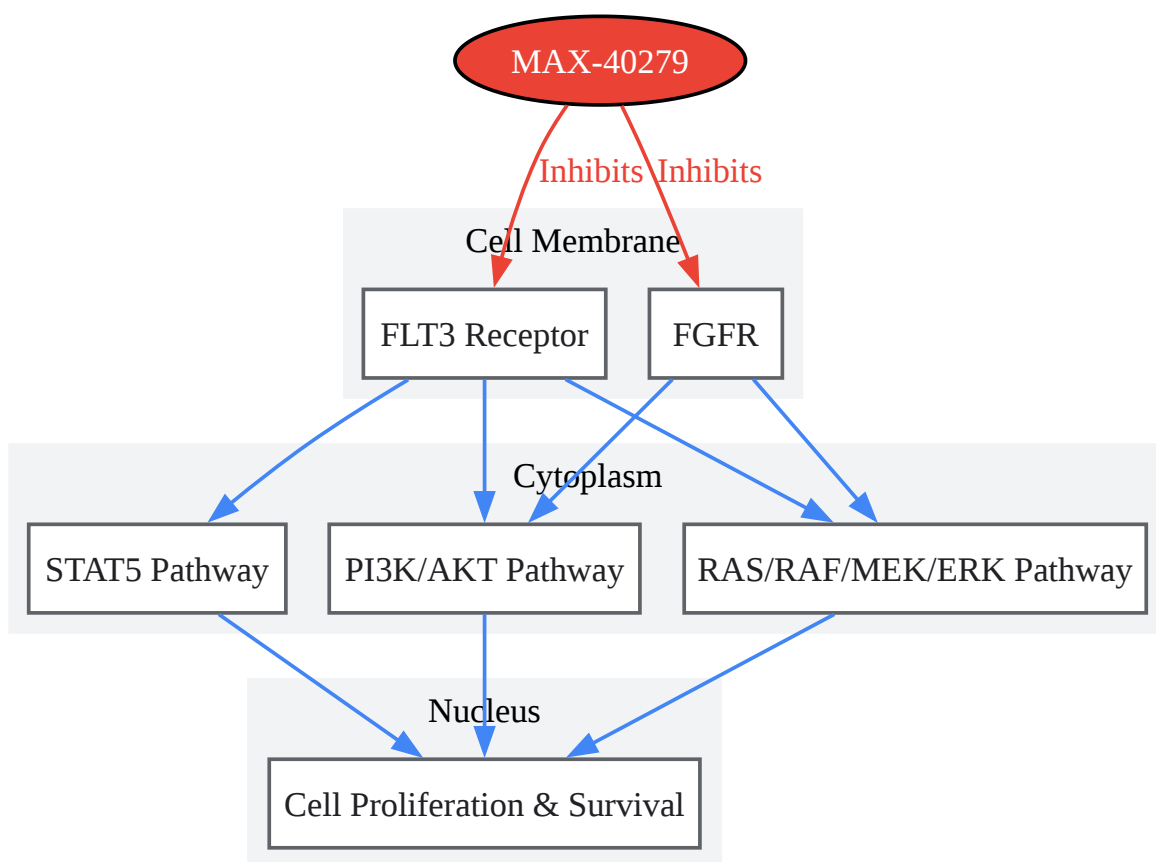 MAX-40279
Inhibits
Inhibits
Cell Membrane
FLT3 Receptor
FGFR
Cytoplasm
STAT5 Pathway
PI3K/AKT Pathway
RAS/RAF/MEK/ERK Pathway
Nucleus
Cell Proliferation & Survival